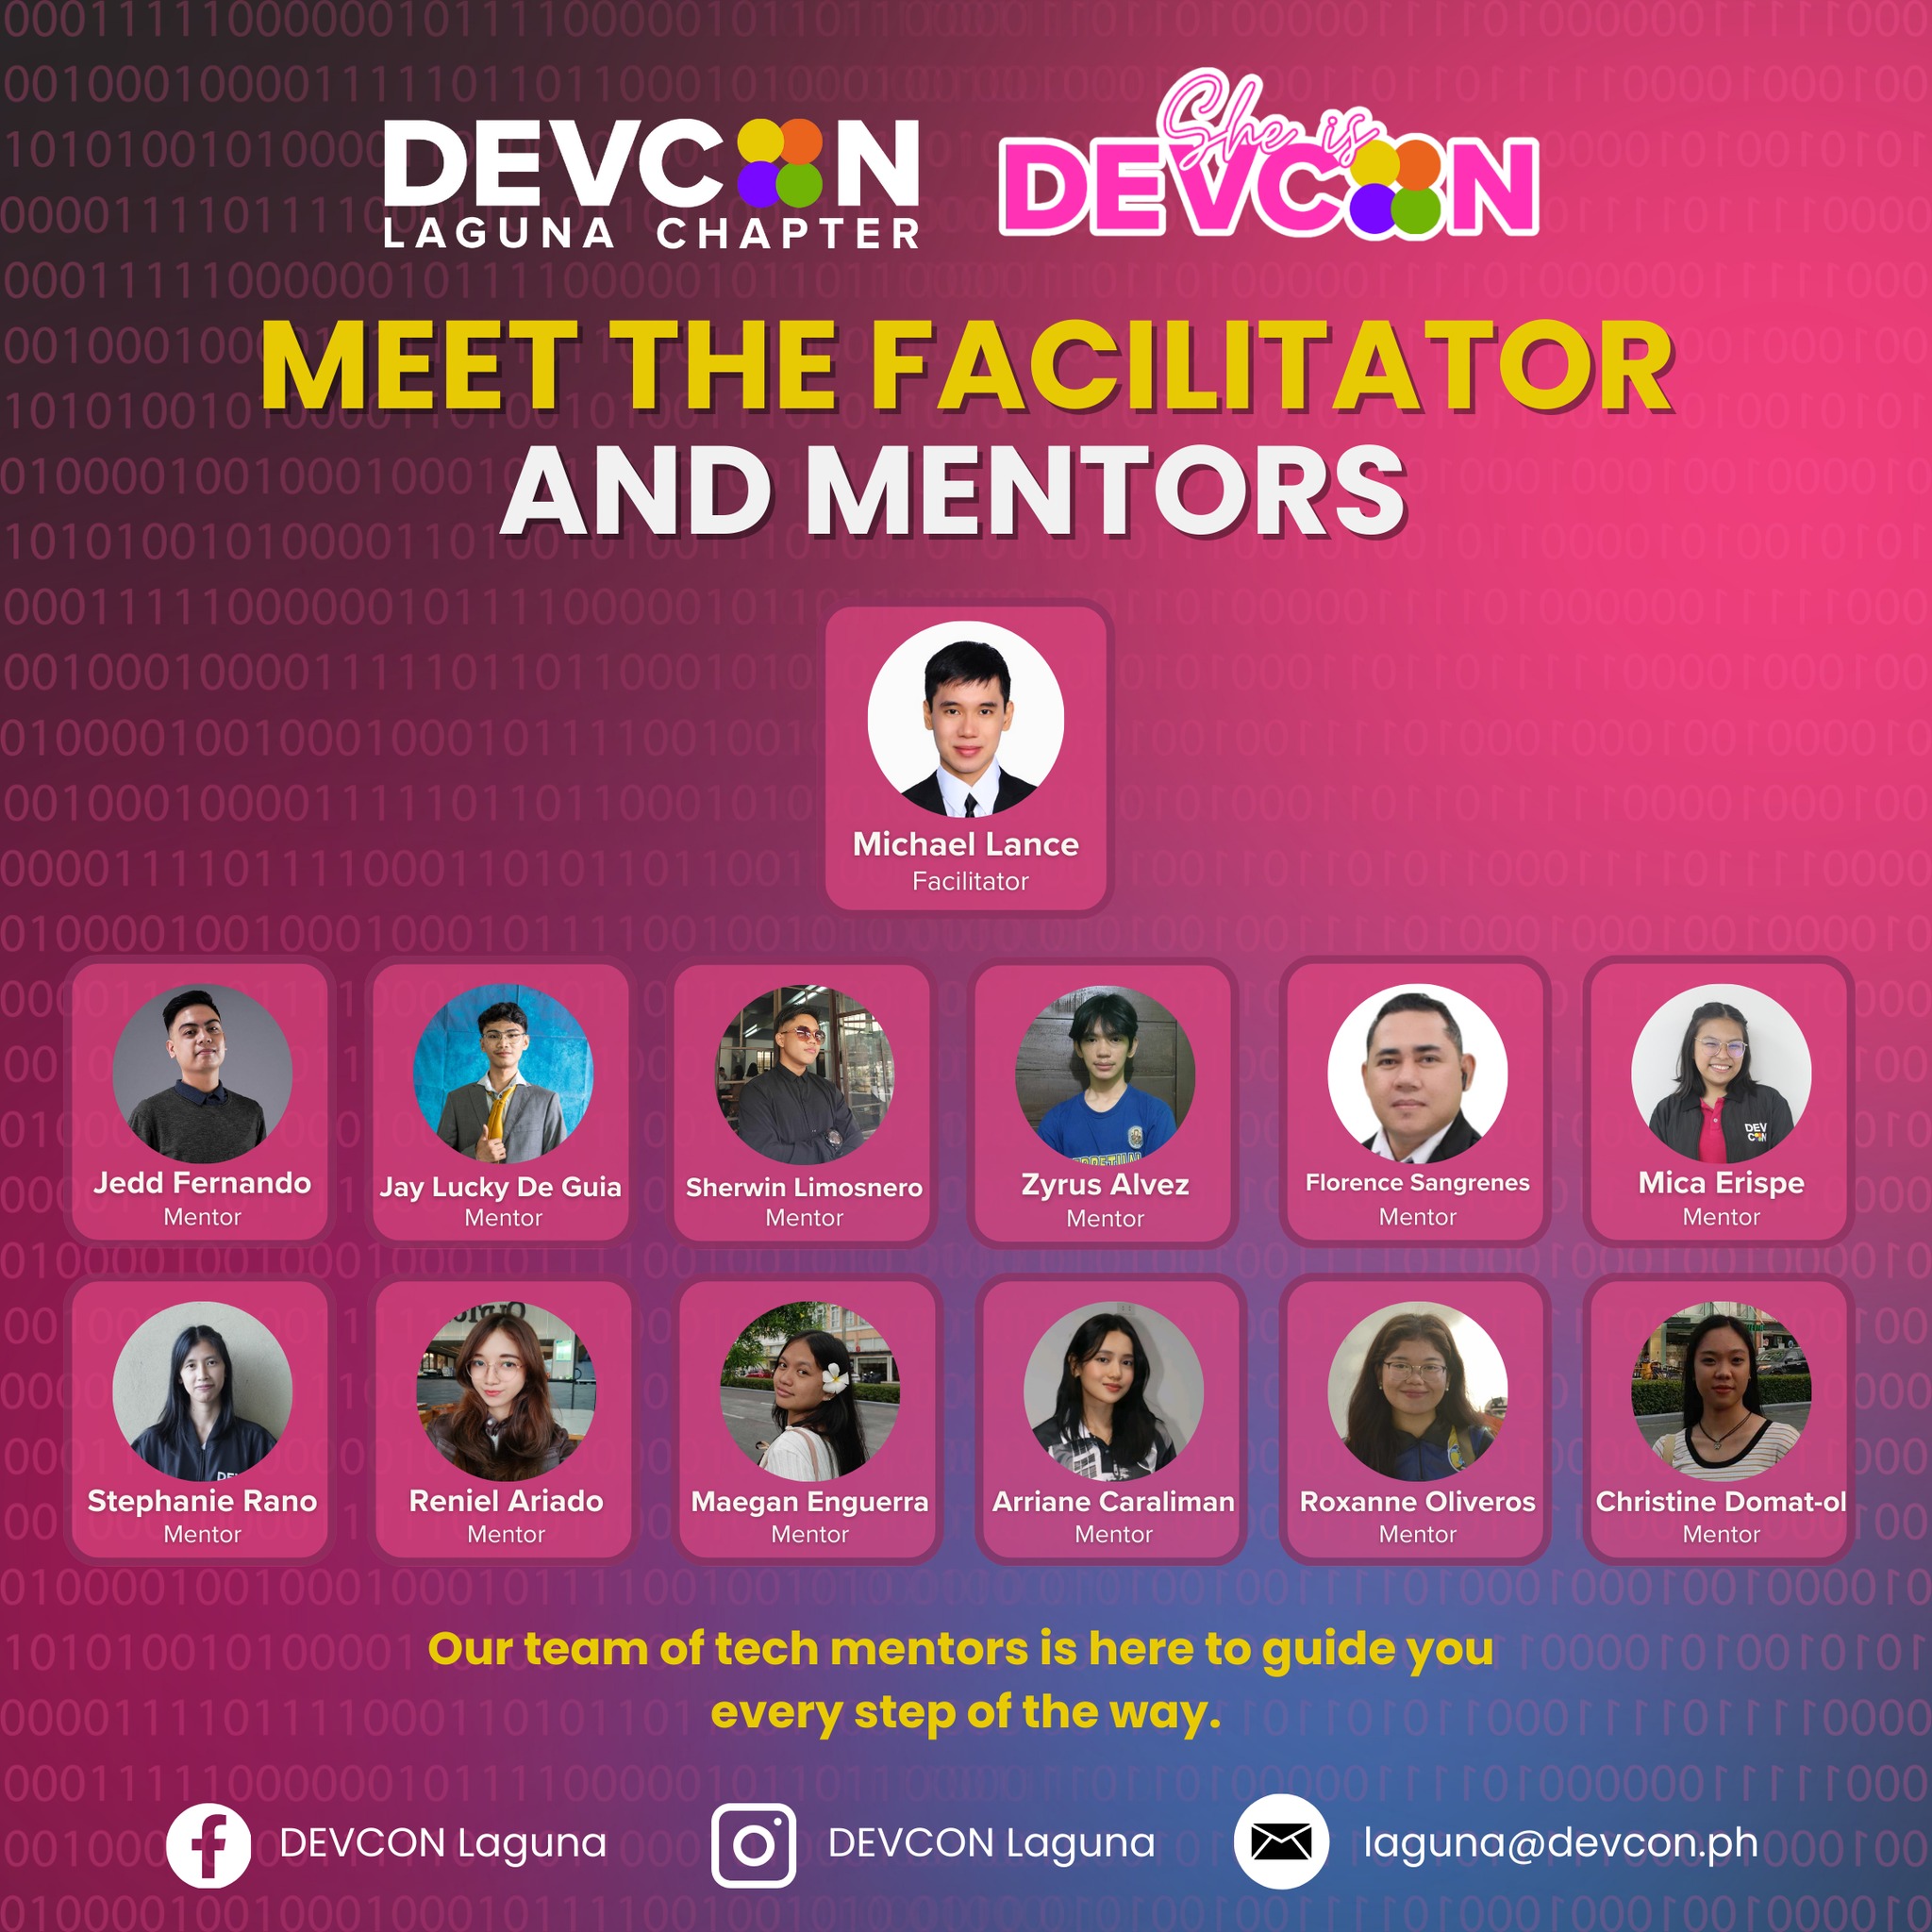 DEVCON
LAGUNA CHAPTER
She is
DEVCON
MEET THE FACILITATOR
AND MENTORS
Michael Lance
Facilitator
Jedd Fernando
Mentor
Jay Lucky De Guia
Mentor
Sherwin Limosnero
Mentor
Zyrus Alvez
Mentor
Florence Sangrenes
Mentor
DEV
CON
Mica Erispe
Mentor
Stephanie Rano
Mentor
Reniel Ariado
Mentor
Maegan Enguerra
Mentor
Arriane Caraliman
Mentor
Roxanne Oliveros
Mentor
Christine Domat-ol
Mentor
Our team of tech mentors is here to guide you
every step of the way.
DEVCON Laguna
DEVCON Laguna
laguna@devcon.ph